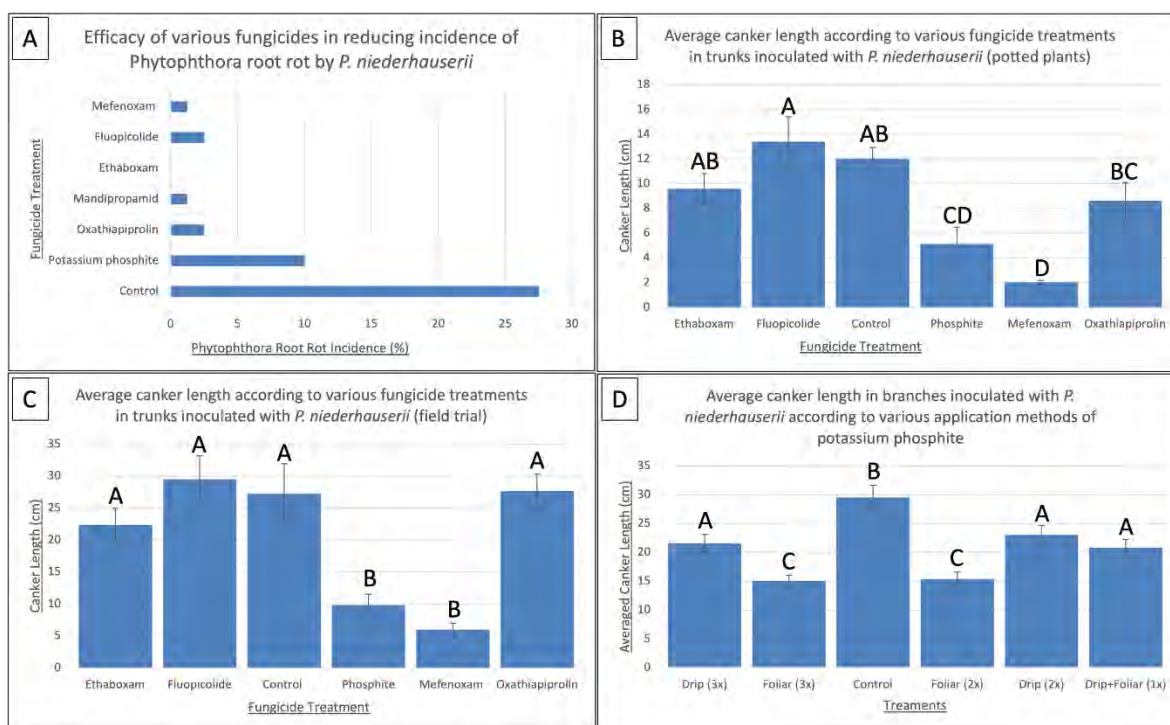 A
Efficacy of various fungicides in reducing incidence of
Phytophthora root rot by P. niederhauserii
Fungicide Treatment
Mefenoxam
Fluopicolide
Ethaboxam
Mandipropamid
Oxathiapiprolin
Potassium phosphite
Control
0 5 10 15 20 25 30
Phytophthora Root Rot Incidence (%)
B
Average canker length according to various fungicide treatments
in trunks inoculated with P. niederhauserii (potted plants)
Canker Length (cm)
18
16
14
12
10
8
6
4
2
0
AB A AB CD D BC
Ethaboxam Fluopicolide Control Phosphite Mefenoxam Oxathiapiprolin
Fungicide Treatment
C
Average canker length according to various fungicide treatments
in trunks inoculated with P. niederhauserii (field trial)
Canker Length (cm)
35
30
25
20
15
10
5
0
A A A B B A
Ethaboxam Fluopicolide Control Phosphite Mefenoxam Oxathiapiprolin
Fungicide Treatment
D
Average canker length in branches inoculated with P.
niederhauserii according to various application methods of
potassium phosphite
Averaged Canker Length (cm)
35
30
25
20
15
10
5
0
A C B C A A
Drip (3x) Foliar (3x) Control Foliar (2x) Drip (2x) Drip+Foliar (1x)
Treaments